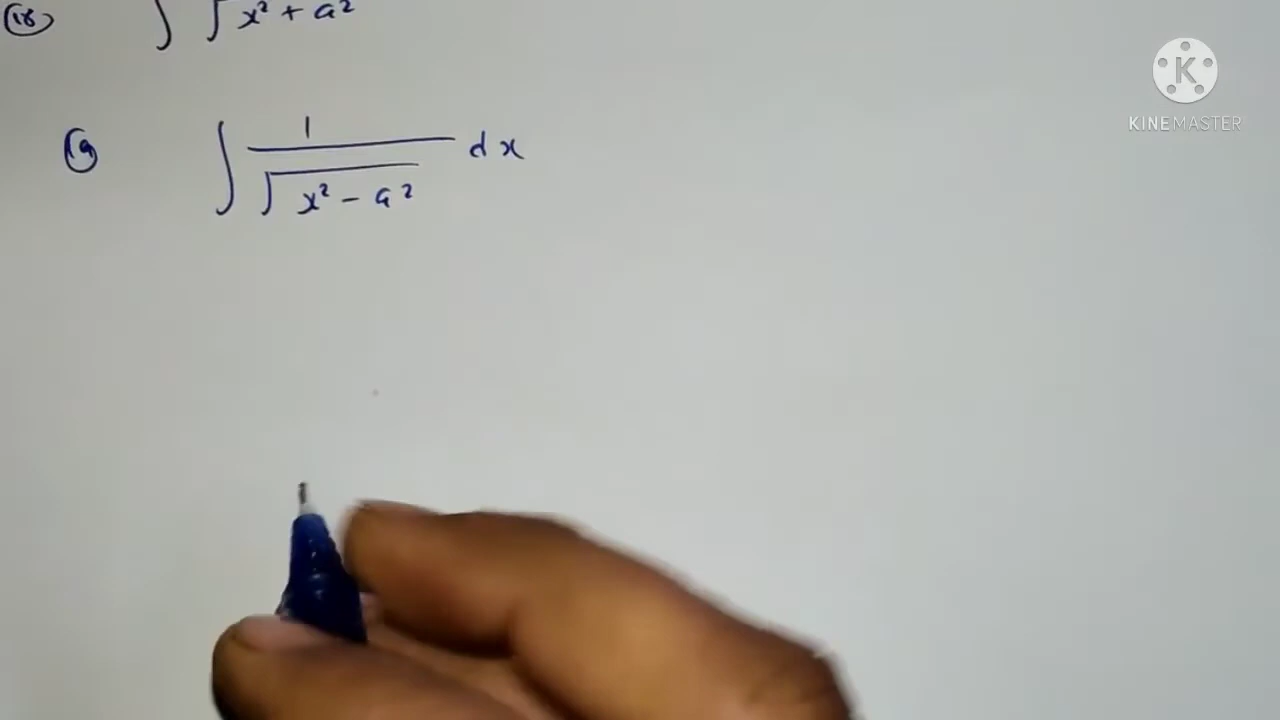 (18) ∫ √x² + a²
(19) ∫ 1/√(x² - a²) dx
K
KINEMASTER